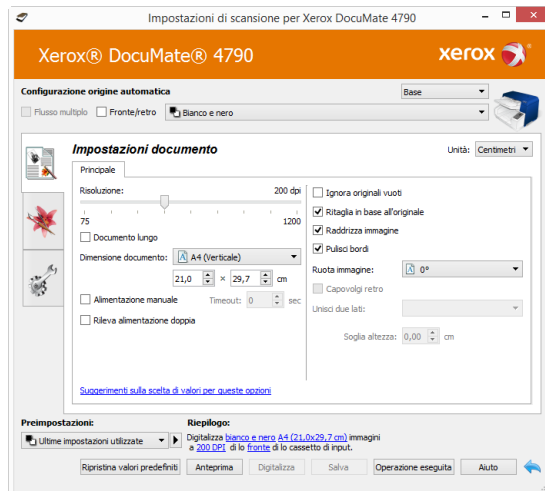 Impostazioni di scansione per Xerox DocuMate 4790
Xerox® DocuMate® 4790
xerox
Configurazione origine automatica
Base
Flusso multiplo
Fronte/retro
Bianco e nero
Impostazioni documento
Unità:
Centimetri
Principale
Risoluzione:
200 dpi
75
1200
Documento lungo
Dimensione documento:
A4 (Verticale)
21,0 × 29,7 cm
Alimentazione manuale
Timeout: 0 sec
Rileva alimentazione doppia
Suggerimenti sulla scelta di valori per queste opzioni
Ignora originali vuoti
Ritaglia in base all'originale
Raddrizza immagine
Pulisci bordi
Ruota immagine:
0°
Capovolgi retro
Unisci due lati:
Soglia altezza: 0,00 cm
Preimpostazioni:
Ultime impostazioni utilizzate
Riepilogo:
Digitalizza bianco e nero A4 (21,0x29,7 cm) immagini
a 200 DPI di lo fronte di lo cassetto di input.
Ripristina valori predefiniti
Anteprima
Digitalizza
Salva
Operazione eseguita
Aiuto